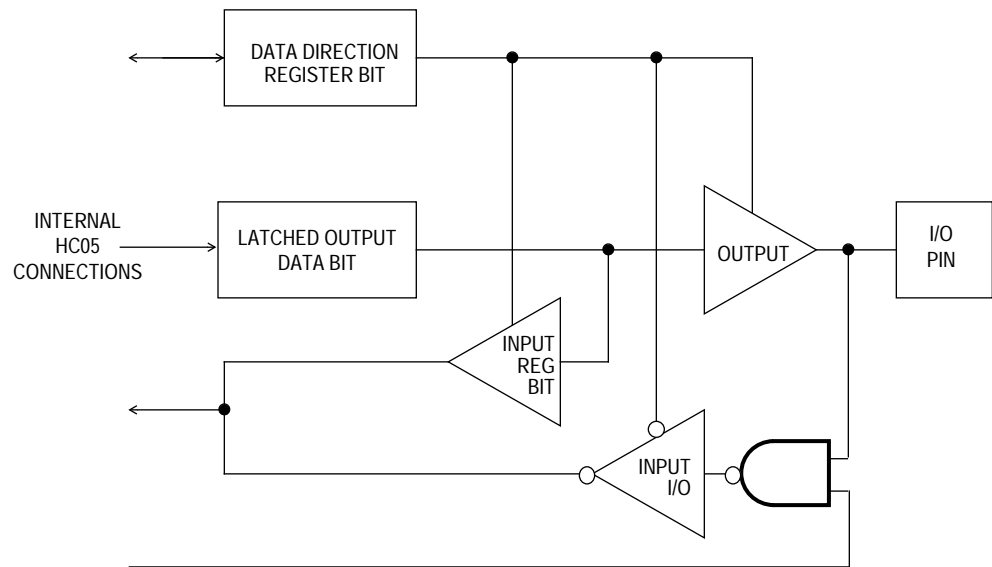 DATA DIRECTION
REGISTER BIT
INTERNAL
HC05
CONNECTIONS
LATCHED OUTPUT
DATA BIT
OUTPUT
I/O
PIN
INPUT
REG
BIT
INPUT
I/O